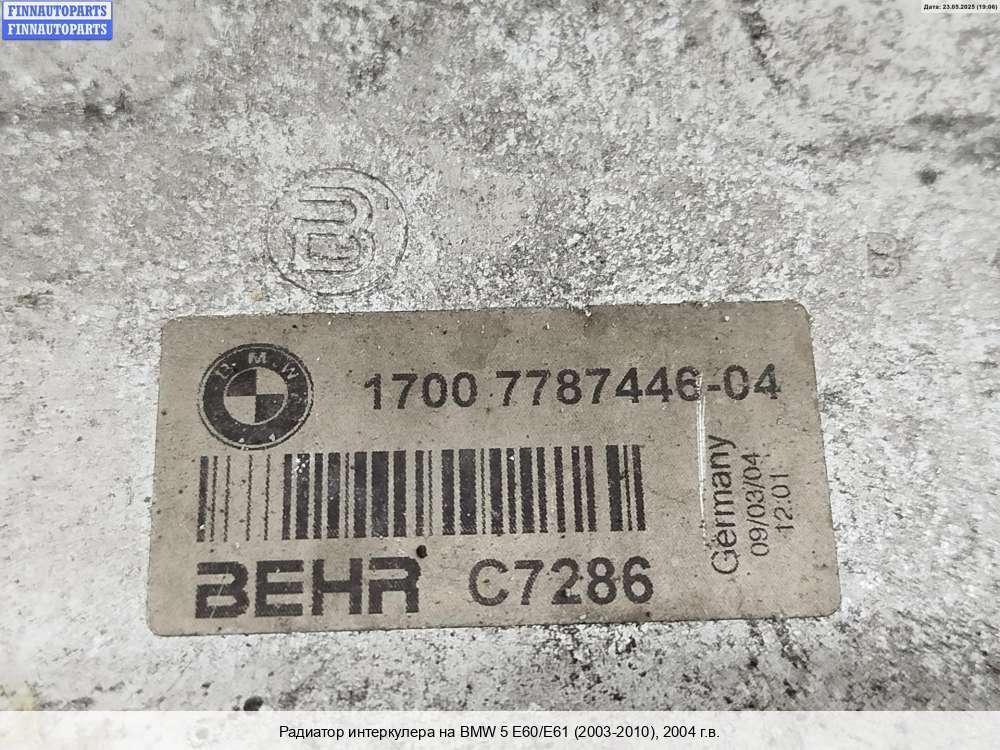 FINNAUTOPARTS
FINNAUTOPARTS
Дата: 23.05.2025 (19:06)
B
BMW
1700 7787446-04
Germany
09/03/04
12:01
BEHR C7286
Радиатор интеркулера на BMW 5 E60/E61 (2003-2010), 2004 г.в.